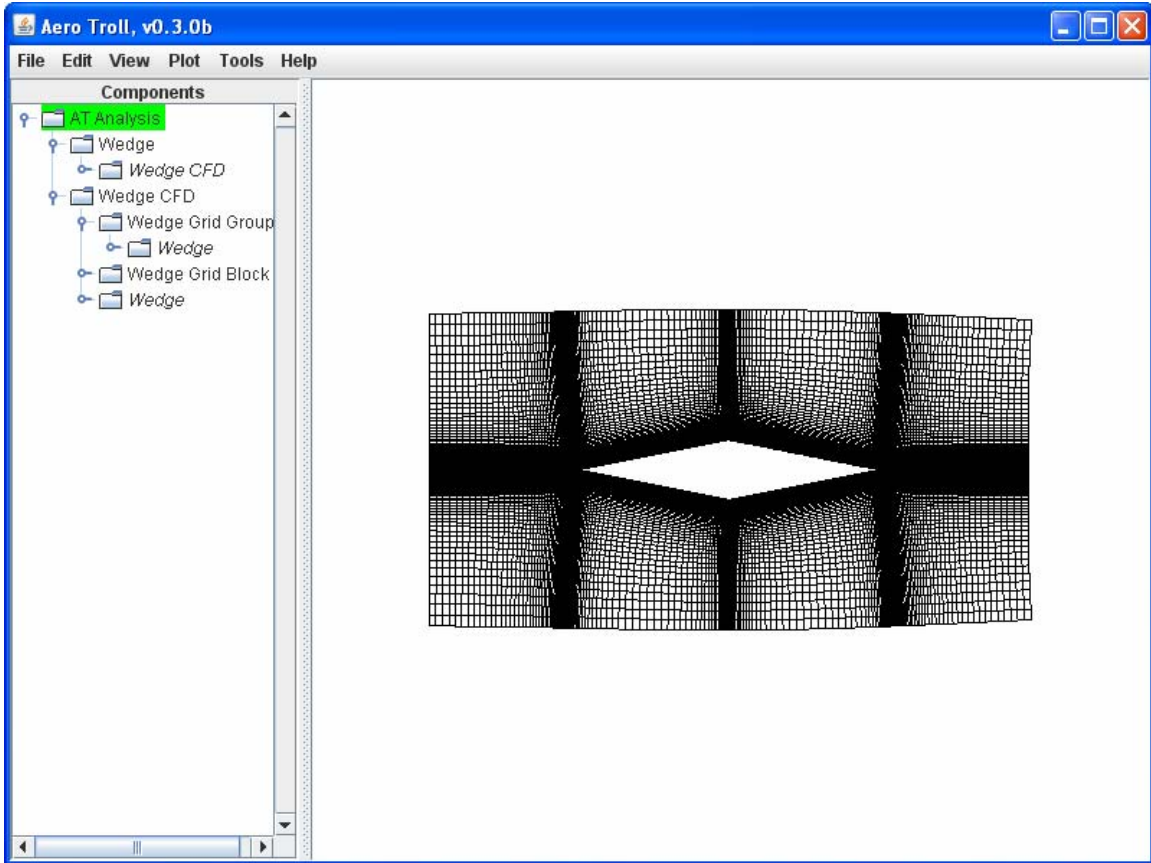 Aero Troll, v0.3.0b
File Edit View Plot Tools Help
Components
AT Analysis
Wedge
Wedge CFD
Wedge CFD
Wedge Grid Group
Wedge
Wedge Grid Block
Wedge